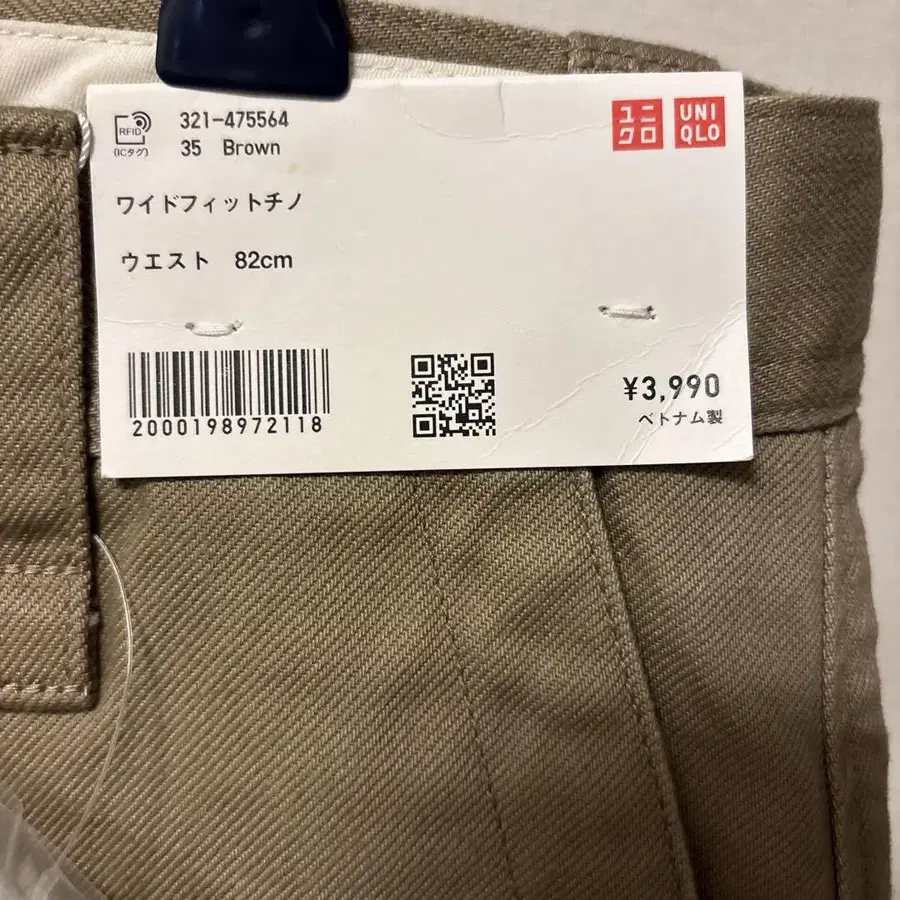 RFID
(ICタグ)
321-475564
35 Brown
ユニ
クロ
UNI
QLO
ワイドフィットチノ
ウエスト 82cm
2000198972118
¥3,990
ベトナム製